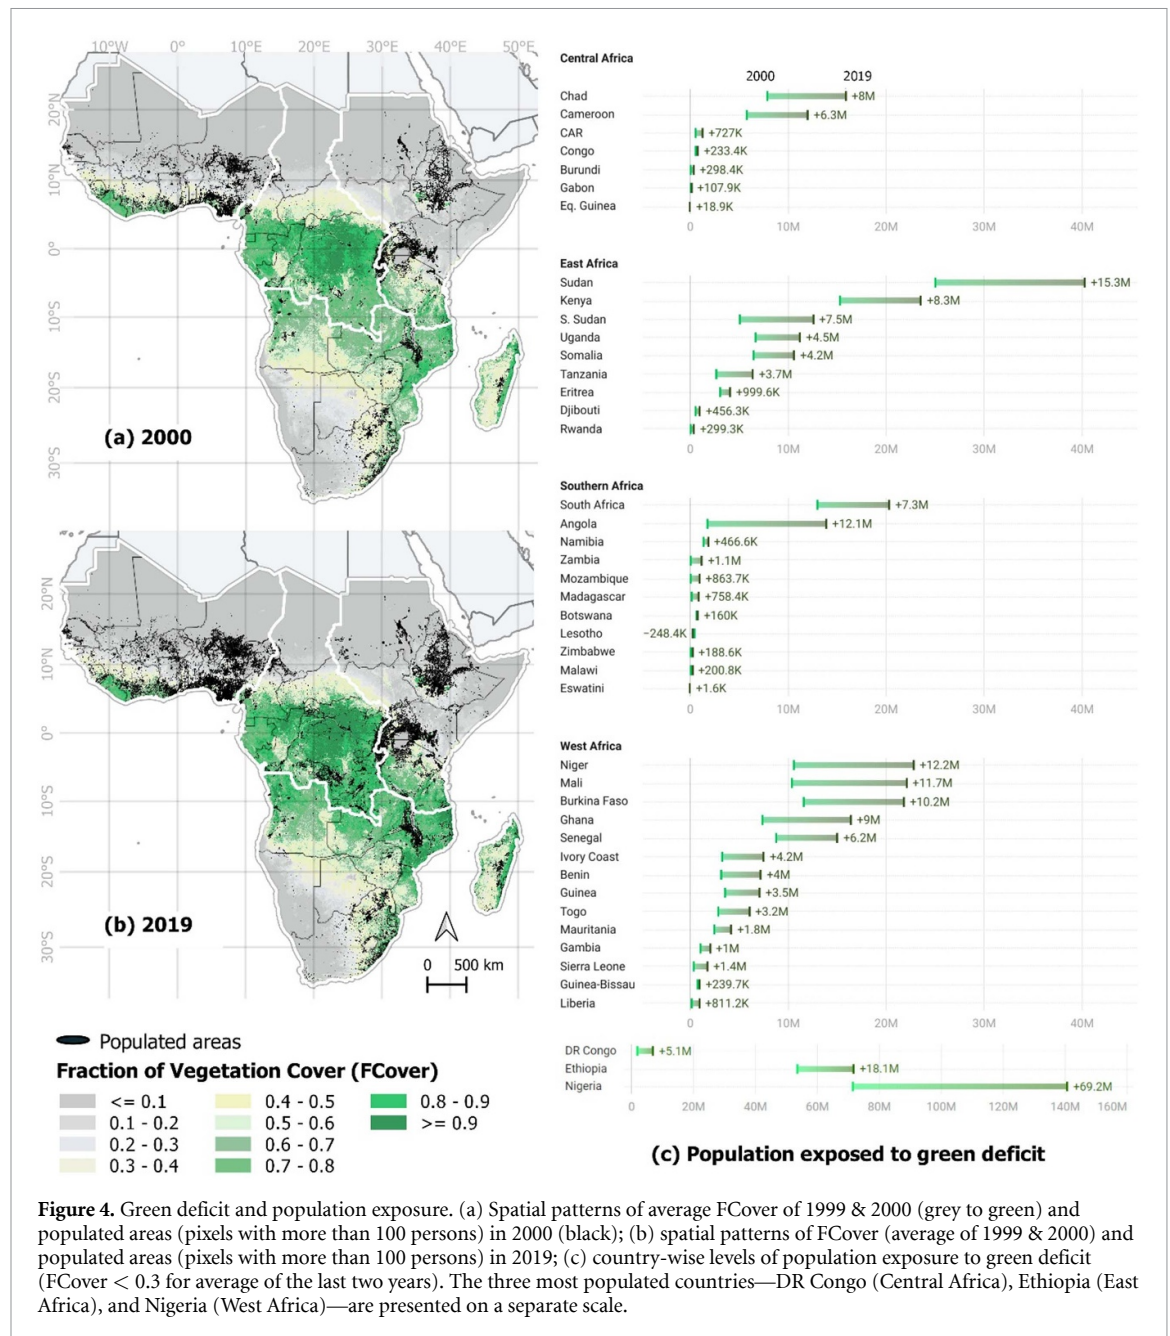 10°W 0° 10°E 20°E 30°E 40°E 50°E
20°N
10°N
0°
10°S
20°S
30°S
(a) 2000
20°N
10°N
0°
10°S
20°S
30°S
(b) 2019
0 500 km
Populated areas
Fraction of Vegetation Cover (FCover)
<= 0.1 0.4 - 0.5 0.8 - 0.9
0.1 - 0.2 0.5 - 0.6 >= 0.9
0.2 - 0.3 0.6 - 0.7
0.3 - 0.4 0.7 - 0.8
Central Africa
2000 2019
Chad +8M
Cameroon +6.3M
CAR +727K
Congo +233.4K
Burundi +298.4K
Gabon +107.9K
Eq. Guinea +18.9K
0 10M 20M 30M 40M
East Africa
Sudan +15.3M
Kenya +8.3M
S. Sudan +7.5M
Uganda +4.5M
Somalia +4.2M
Tanzania +3.7M
Eritrea +999.6K
Djibouti +456.3K
Rwanda +299.3K
0 10M 20M 30M 40M
Southern Africa
South Africa +7.3M
Angola +12.1M
Namibia +466.6K
Zambia +1.1M
Mozambique +863.7K
Madagascar +758.4K
Botswana +160K
Lesotho −248.4K
Zimbabwe +188.6K
Malawi +200.8K
Eswatini +1.6K
0 10M 20M 30M 40M
West Africa
Niger +12.2M
Mali +11.7M
Burkina Faso +10.2M
Ghana +9M
Senegal +6.2M
Ivory Coast +4.2M
Benin +4M
Guinea +3.5M
Togo +3.2M
Mauritania +1.8M
Gambia +1M
Sierra Leone +1.4M
Guinea-Bissau +239.7K
Liberia +811.2K
0 10M 20M 30M 40M
DR Congo +5.1M
Ethiopia +18.1M
Nigeria +69.2M
0 20M 40M 60M 80M 100M 120M 140M 160M
(c) Population exposed to green deficit
Figure 4. Green deficit and population exposure. (a) Spatial patterns of average FCover of 1999 & 2000 (grey to green) and
populated areas (pixels with more than 100 persons) in 2000 (black); (b) spatial patterns of FCover (average of 1999 & 2000) and
populated areas (pixels with more than 100 persons) in 2019; (c) country-wise levels of population exposure to green deficit
(FCover < 0.3 for average of the last two years). The three most populated countries—DR Congo (Central Africa), Ethiopia (East
Africa), and Nigeria (West Africa)—are presented on a separate scale.